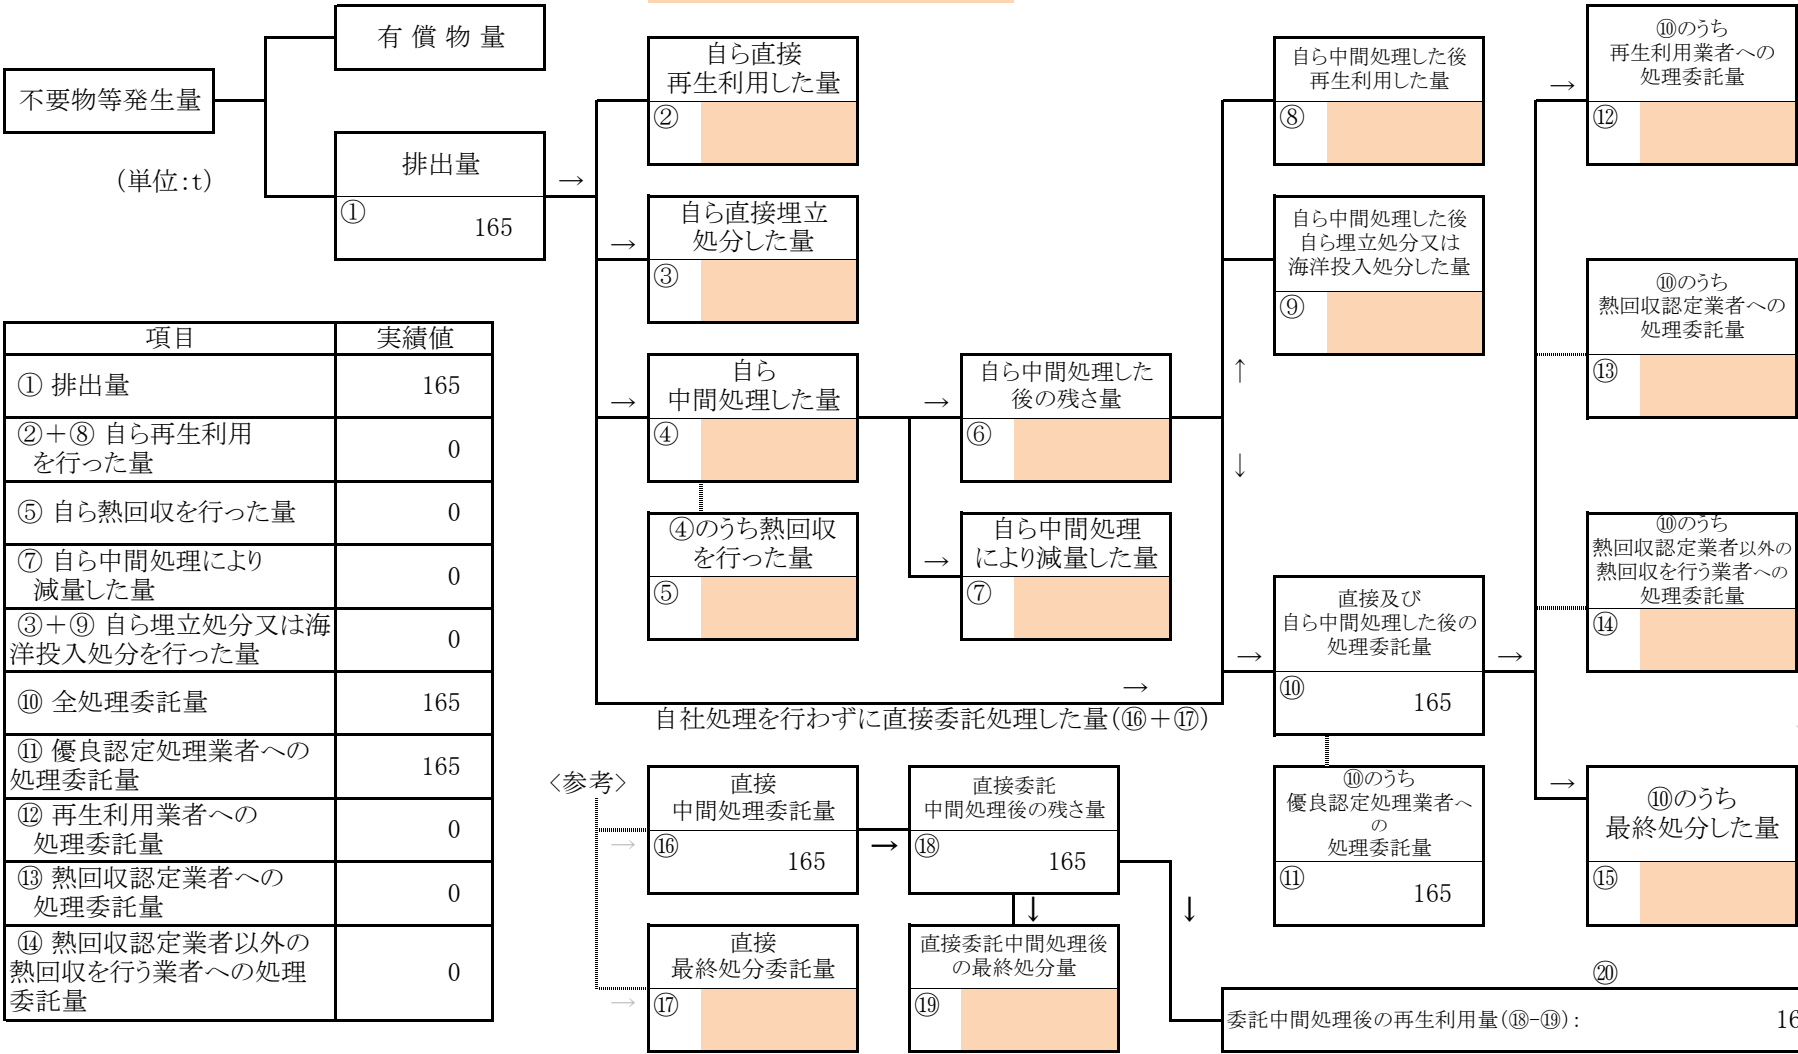 不要物等発生量
(単位:t)
有 償 物 量
排出量
①
165
→
自ら直接
再生利用した量
②
→
自ら直接埋立
処分した量
③
→
自ら
中間処理した量
④
④のうち熱回収
を行った量
⑤
→
自ら中間処理した
後の残さ量
⑥
→
自ら中間処理
により減量した量
⑦
自ら中間処理した後
再生利用した量
⑧
自ら中間処理した後
自ら埋立処分又は
海洋投入処分した量
⑨
↑
↓
→
自社処理を行わずに直接委託処理した量(⑯+⑰)
→
直接及び
自ら中間処理した後の
処理委託量
⑩
165
→
⑩のうち
優良認定処理業者へ
の
処理委託量
⑪
165
→
⑩のうち
再生利用業者への
処理委託量
⑫
⑩のうち
熱回収認定業者への
処理委託量
⑬
⑩のうち
熱回収認定業者以外の
熱回収を行う業者への
処理委託量
⑭
→
⑩のうち
最終処分した量
⑮
項目 実績値
① 排出量 165
②+⑧ 自ら再生利用
を行った量 0
⑤ 自ら熱回収を行った量 0
⑦ 自ら中間処理により
減量した量 0
③+⑨ 自ら埋立処分又は海
洋投入処分を行った量 0
⑩ 全処理委託量 165
⑪ 優良認定処理業者への
処理委託量 165
⑫ 再生利用業者への
処理委託量 0
⑬ 熱回収認定業者への
処理委託量 0
⑭ 熱回収認定業者以外の
熱回収を行う業者への処理
委託量 0
<参考>
→
直接
中間処理委託量
⑯
165
→
直接委託
中間処理後の残さ量
⑱
165
↓
↓
→
直接
最終処分委託量
⑰
直接委託中間処理後
の最終処分量
⑲
⑳
委託中間処理後の再生利用量(⑱-⑲):